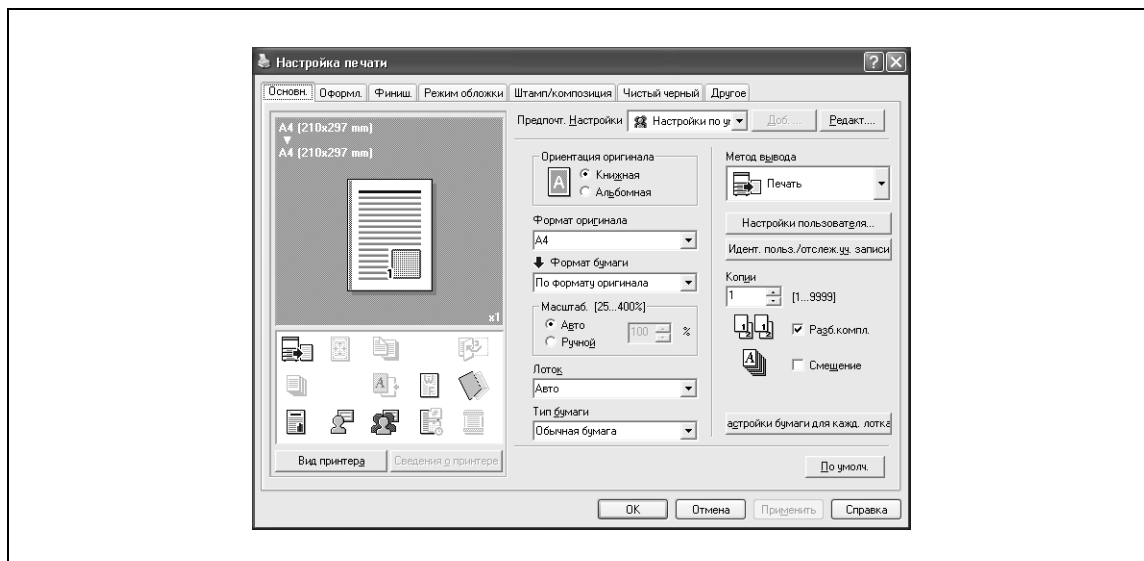 Настройка печати
Основн. Оформл. Финиш. Режим обложки Штамп/композиция Чистый черный Другое
A4 (210x297 mm)
A4 (210x297 mm)
1
x1
Вид принтера Сведения о принтере
Предпочт. Настройки Настройки по у Доб. ... Редакт....
Ориентация оригинала
A
Книжная
Альбомная
Формат оригинала
A4
Формат бумаги
По формату оригинала
Масштаб. [25...400%]
Авто
Ручной
100 %
Лоток
Авто
Тип бумаги
Обычная бумага
Метод вывода
Печать
Настройки пользователя...
Идент. польз./отслеж.уч. записи
Копии
1 [1...9999]
Разб.компл.
Смещение
астройки бумаги для кажд. лотка
По умолч.
OK Отмена Применить Справка